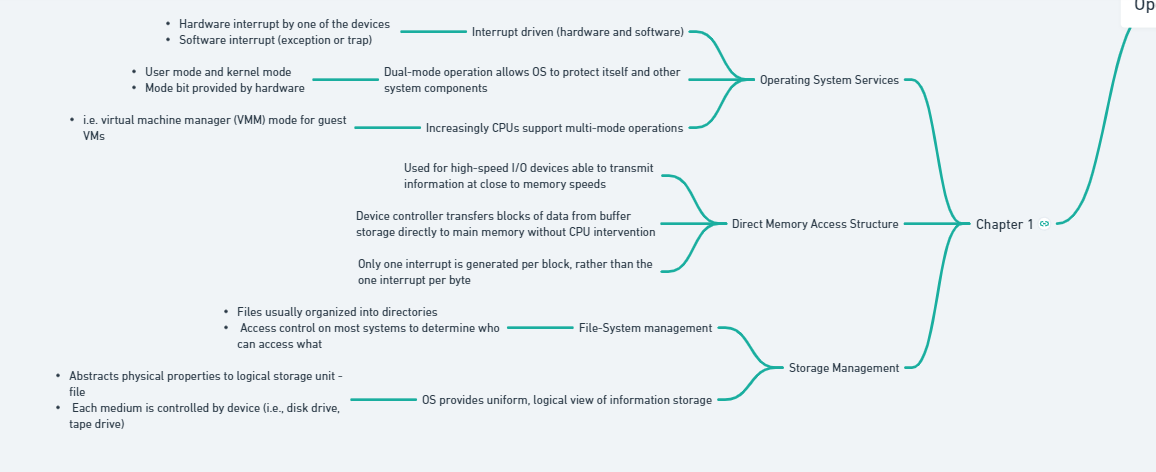 Op
• Hardware interrupt by one of the devices
• Software interrupt (exception or trap)
Interrupt driven (hardware and software)
• User mode and kernel mode
• Mode bit provided by hardware
Dual-mode operation allows OS to protect itself and other
system components
Operating System Services
• i.e. virtual machine manager (VMM) mode for guest
VMs
Increasingly CPUs support multi-mode operations
Used for high-speed I/O devices able to transmit
information at close to memory speeds
Device controller transfers blocks of data from buffer
storage directly to main memory without CPU intervention
Direct Memory Access Structure
Chapter 1
Only one interrupt is generated per block, rather than the
one interrupt per byte
• Files usually organized into directories
• Access control on most systems to determine who
can access what
File-System management
Storage Management
• Abstracts physical properties to logical storage unit -
file
• Each medium is controlled by device (i.e., disk drive,
tape drive)
OS provides uniform, logical view of information storage